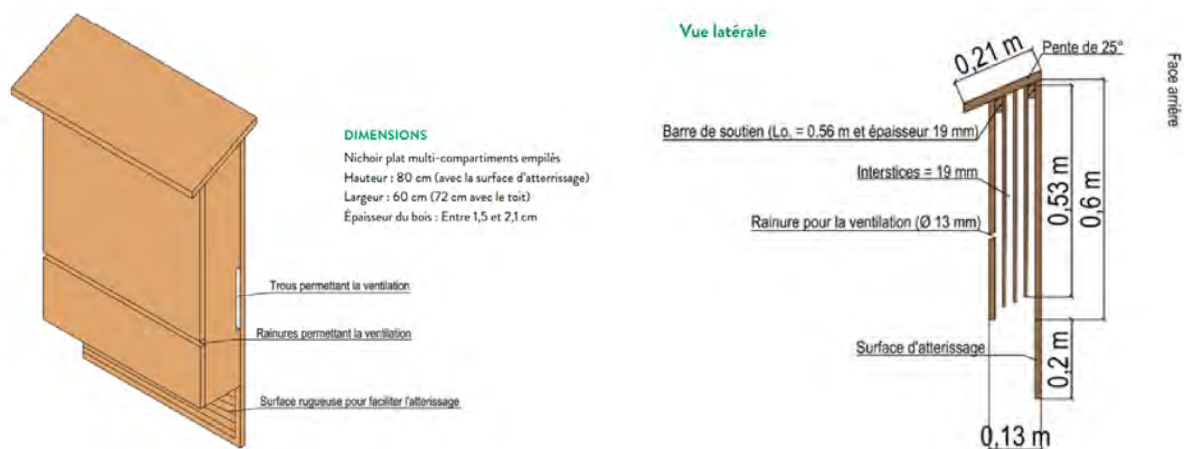 DIMENSIONS
Nichoir plat multi-compartiments empilés
Hauteur : 80 cm (avec la surface d'atterrissage)
Largeur : 60 cm (72 cm avec le toit)
Épaisseur du bois : Entre 1,5 et 2,1 cm
Trous permettant la ventilation
Rainures permettant la ventilation
Surface rugueuse pour faciliter l'atterissage
Vue latérale
0,21 m
Pente de 25°
Face arrière
Barre de soutien (Lo. = 0.56 m et épaisseur 19 mm)
Interstices = 19 mm
0,53 m
0,6 m
Rainure pour la ventilation (Ø 13 mm)
Surface d'atterissage
0,2 m
0,13 m